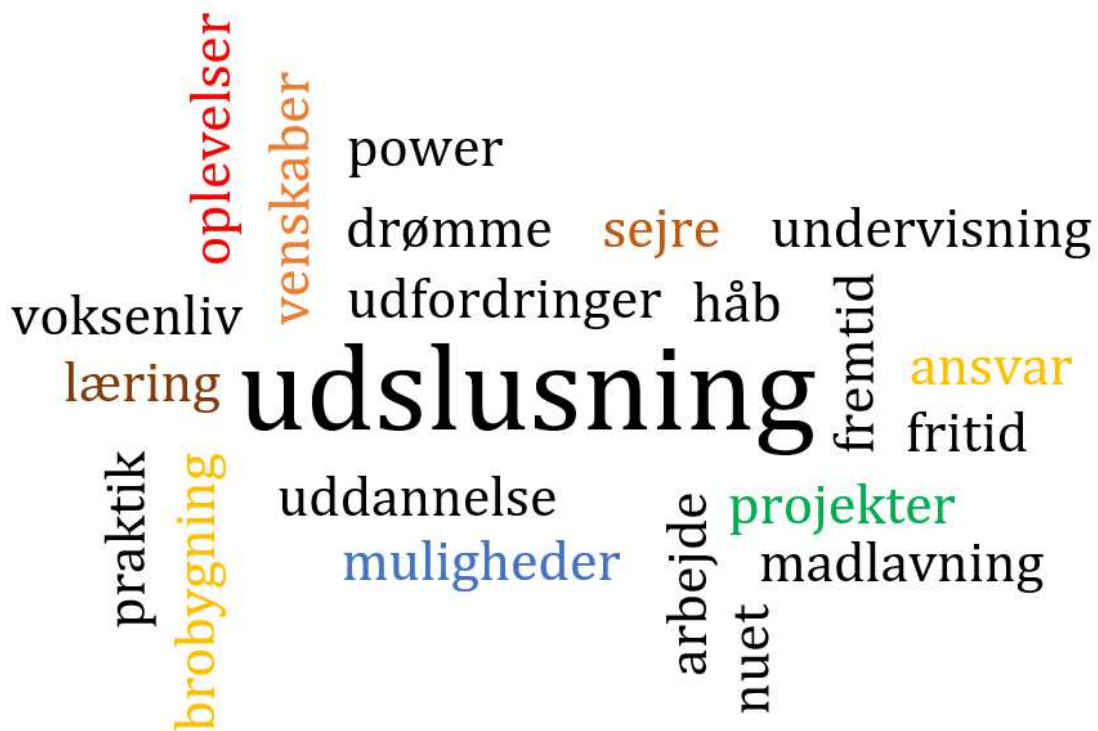 oplevelser
venskaber
power
drømme
sejre
undervisning
udfordringer
håb
voksenliv
læring
udslusning
fremtid
ansvar
fritid
praktik
brobygning
uddannelse
muligheder
arbejde
projekter
madlavning
nuet